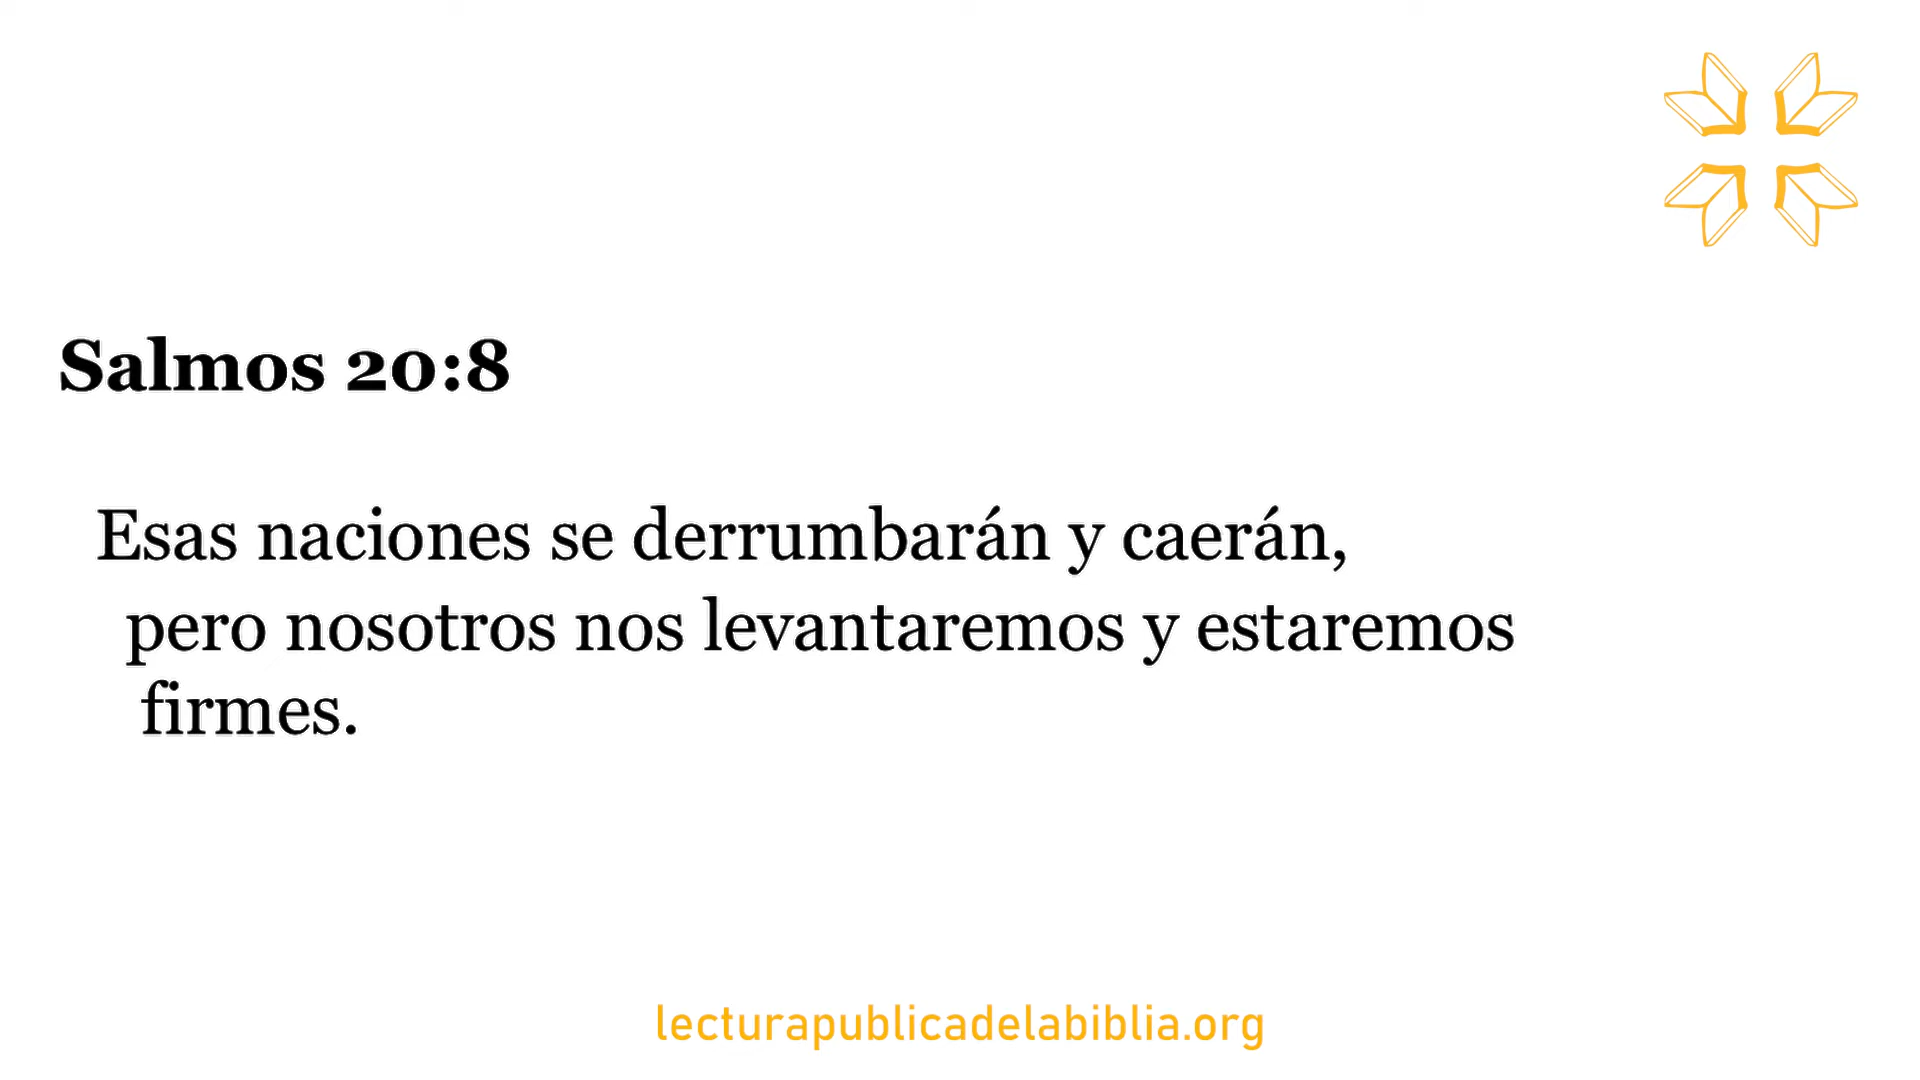 Salmos 20:8
Esas naciones se derrumbarán y caerán,
pero nosotros nos levantaremos y estaremos
firmes.
lecturapublicadelabiblia.org